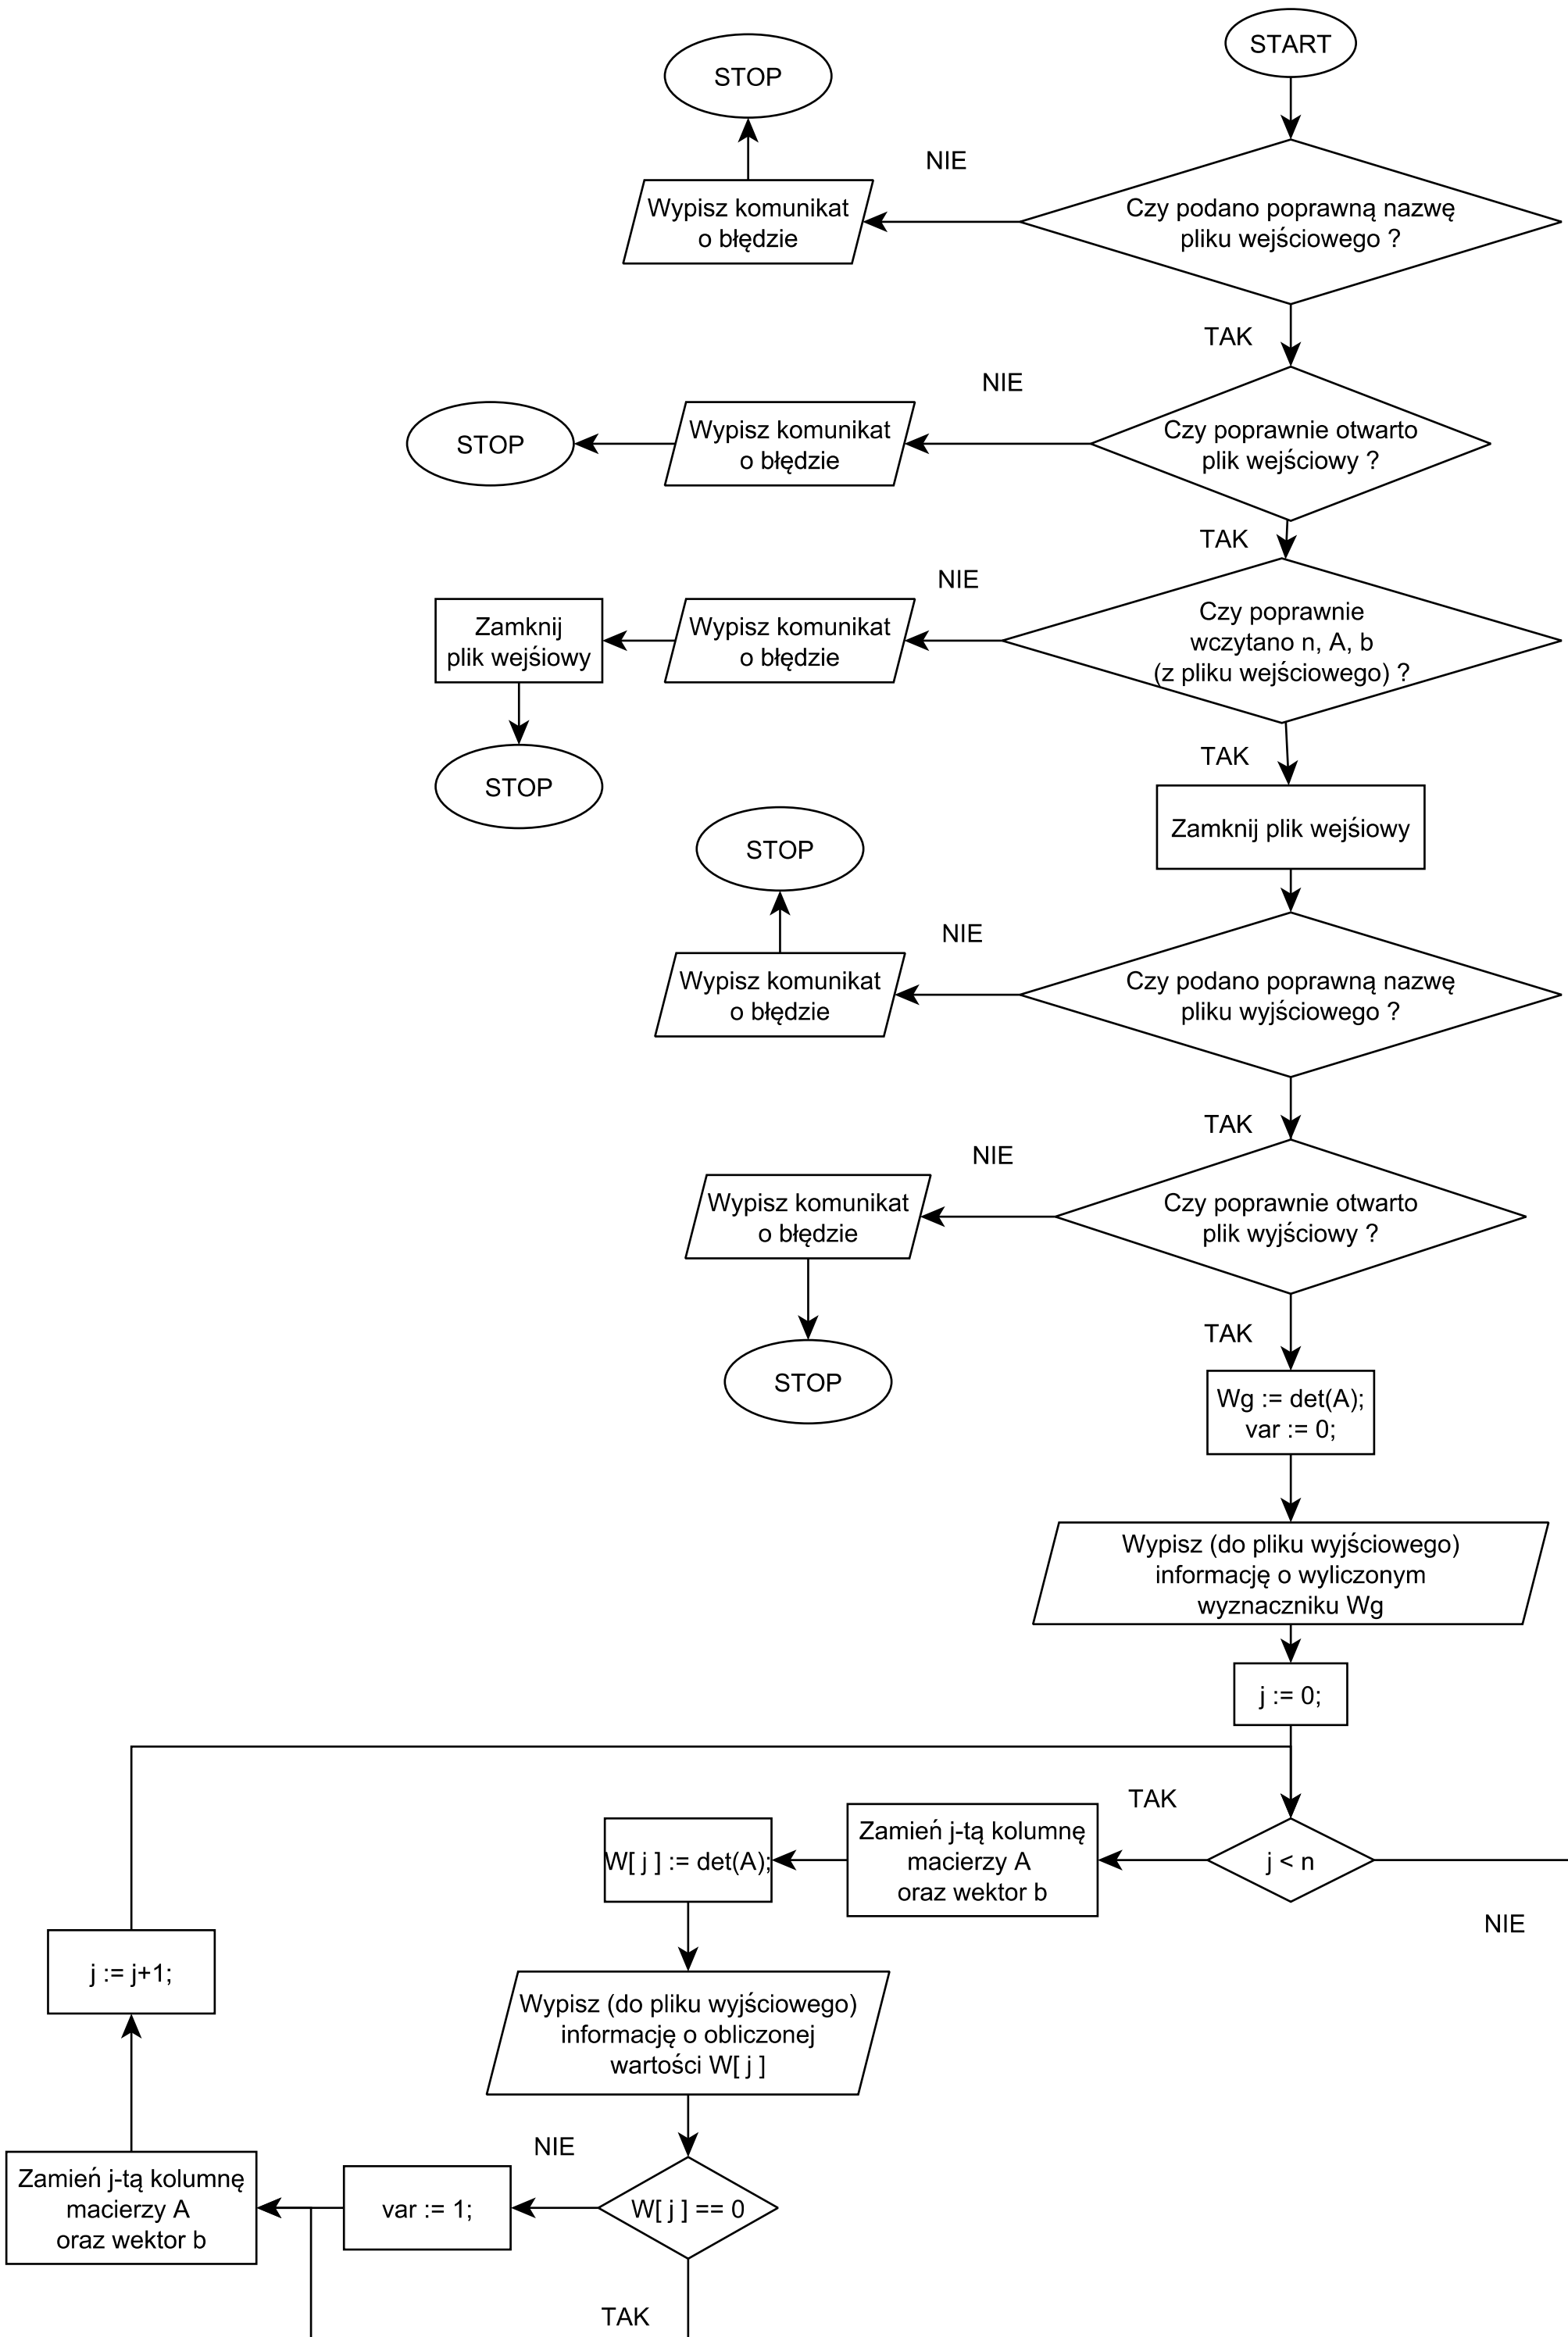 START
STOP
NIE
Wypisz komunikat
o błędzie
Czy podano poprawną nazwę
pliku wejściowego ?
TAK
NIE
STOP
Wypisz komunikat
o błędzie
Czy poprawnie otwarto
plik wejściowy ?
TAK
NIE
Zamknij
plik wejśiowy
Wypisz komunikat
o błędzie
Czy poprawnie
wczytano n, A, b
(z pliku wejściowego) ?
TAK
STOP
Zamknij plik wejśiowy
STOP
NIE
Wypisz komunikat
o błędzie
Czy podano poprawną nazwę
pliku wyjściowego ?
TAK
NIE
Wypisz komunikat
o błędzie
Czy poprawnie otwarto
plik wyjściowy ?
TAK
STOP
Wg := det(A);
var := 0;
Wypisz (do pliku wyjściowego)
informację o wyliczonym
wyznaczniku Wg
j := 0;
TAK
W[ j ] := det(A);
Zamień j-tą kolumnę
macierzy A
oraz wektor b
j < n
NIE
j := j+1;
Wypisz (do pliku wyjściowego)
informację o obliczonej
wartości W[ j ]
NIE
Zamień j-tą kolumnę
macierzy A
oraz wektor b
var := 1;
W[ j ] == 0
TAK